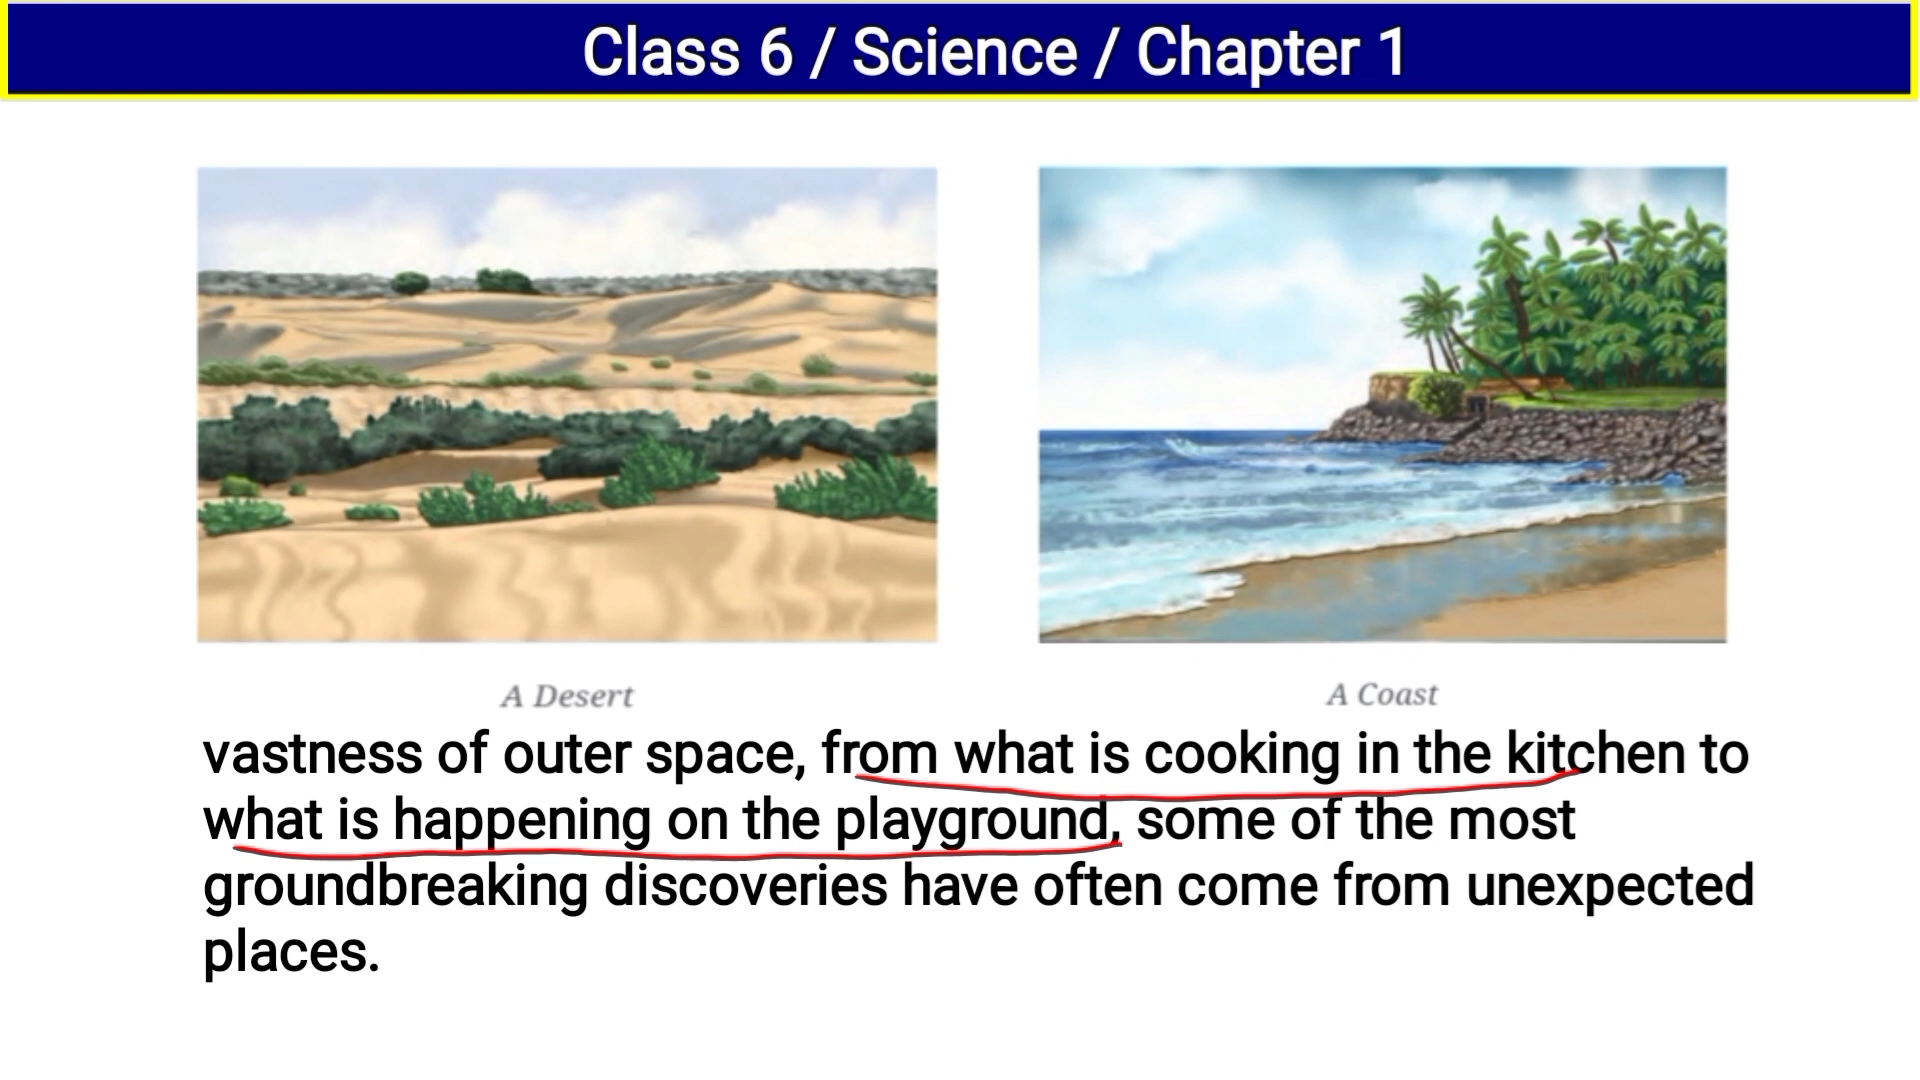 Class 6 / Science / Chapter 1
A Desert
A Coast
vastness of outer space, from what is cooking in the kitchen to
what is happening on the playground, some of the most
groundbreaking discoveries have often come from unexpected
places.